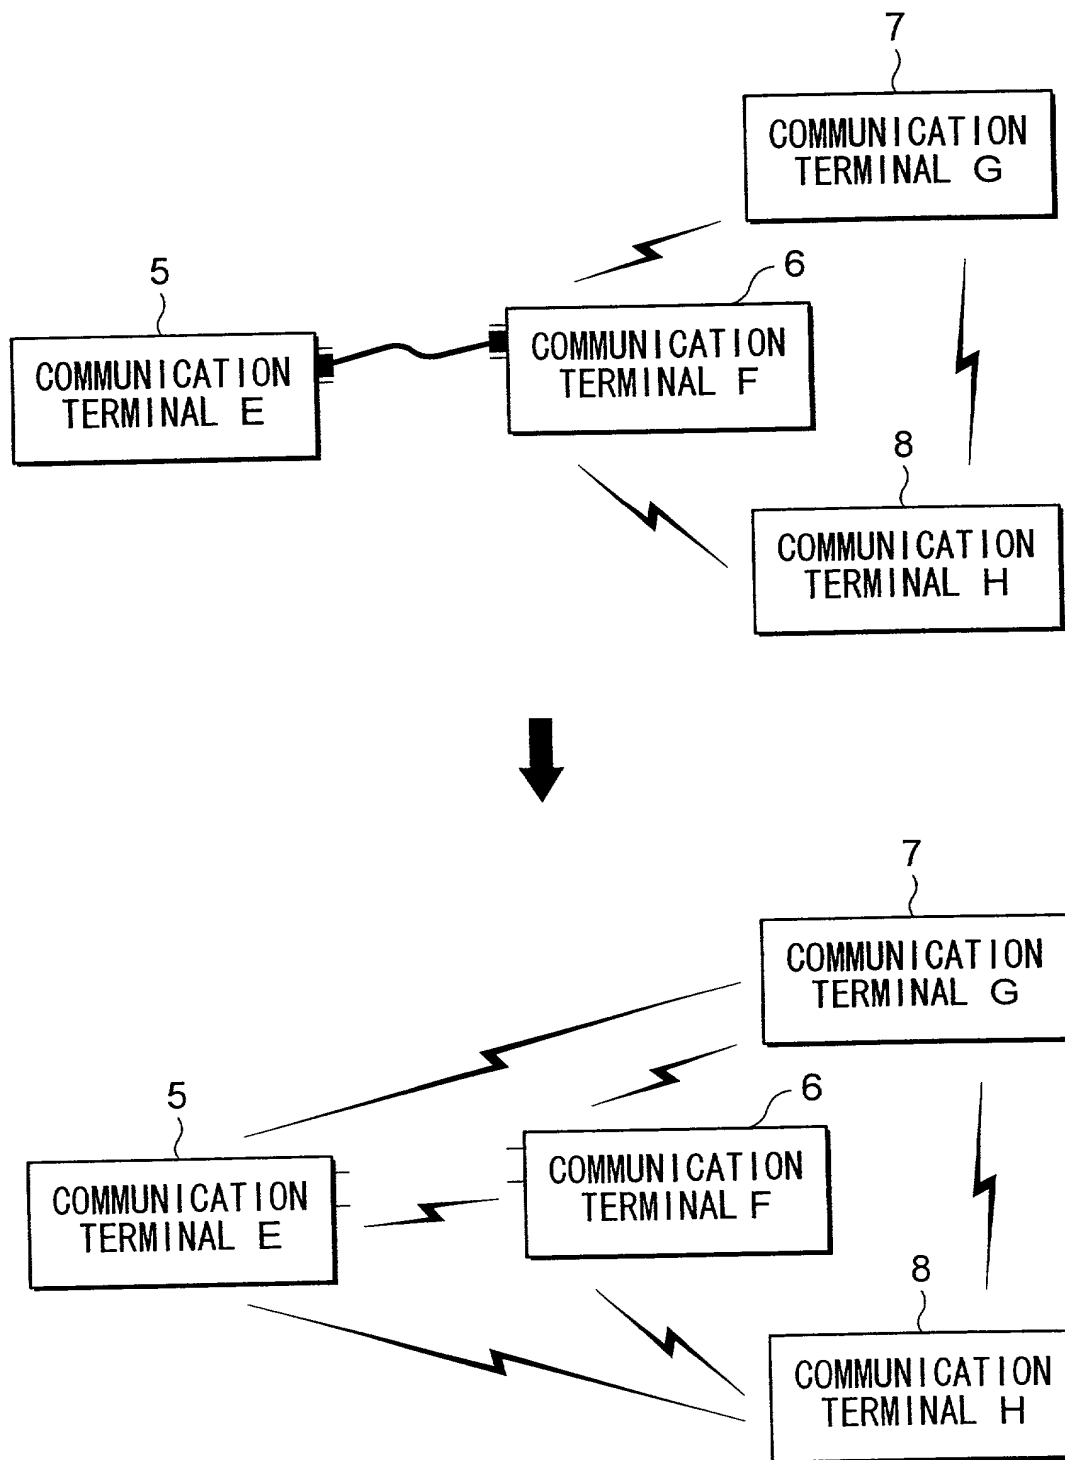 7
COMMUNICATION
TERMINAL G
5
6
COMMUNICATION
TERMINAL E
COMMUNICATION
TERMINAL F
8
COMMUNICATION
TERMINAL H
7
COMMUNICATION
TERMINAL G
5
6
COMMUNICATION
TERMINAL E
COMMUNICATION
TERMINAL F
8
COMMUNICATION
TERMINAL H